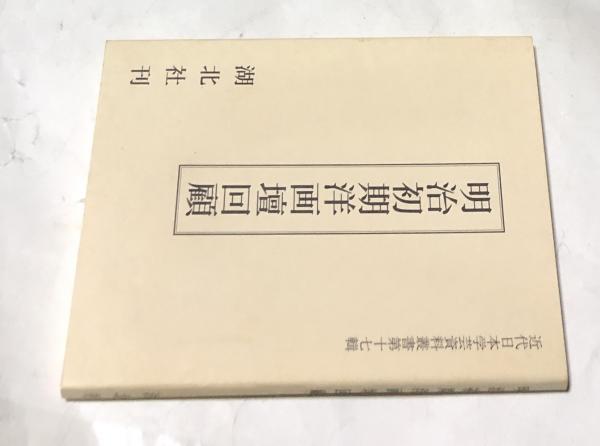 近代日本学芸資料叢書第十七輯
明治初期洋画壇回顧
湖北社刊